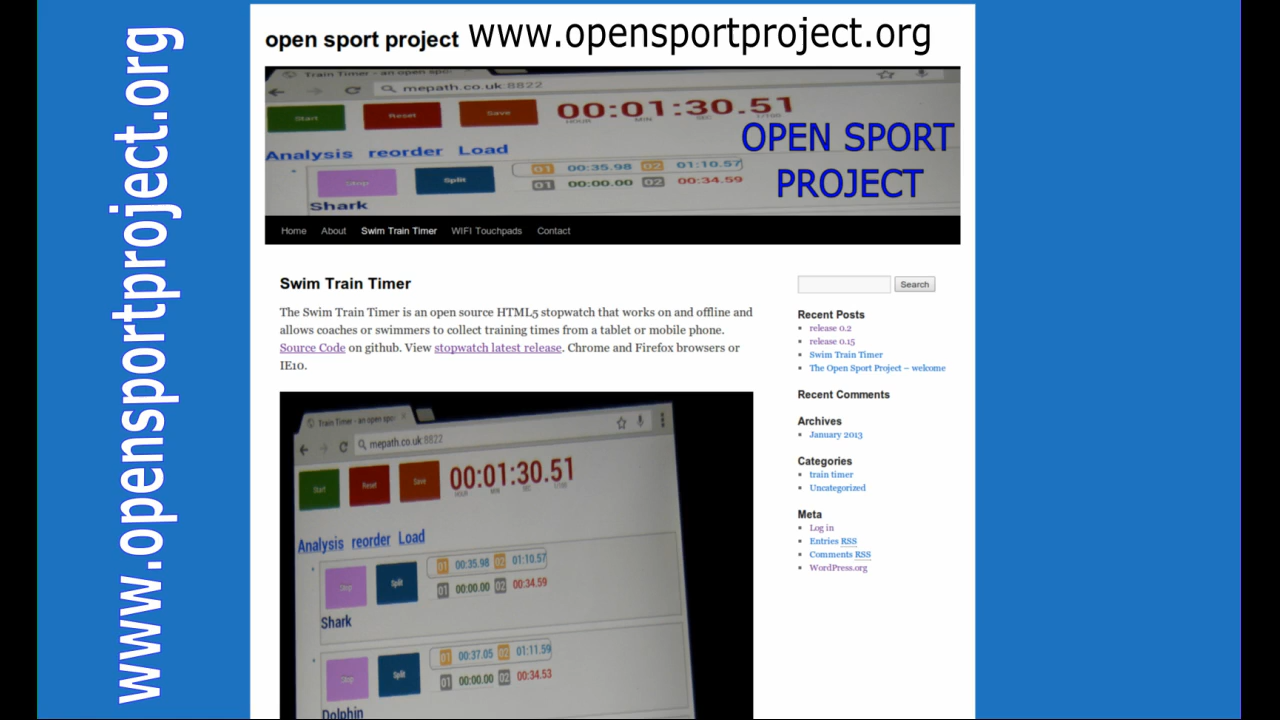 www.opensportproject.org
open sport project www.opensportproject.org
Train Timer - an open spo
mepath.co.uk:8822
Start Reset Save 00:01:30.51
HOUR MIN SEC 1/100
Analysis reorder Load
Stop Split 01 00:35.98 02 01:10.57
01 00:00.00 02 00:34.59
Shark
OPEN SPORT
PROJECT
Home About Swim Train Timer WIFI Touchpads Contact
Swim Train Timer
The Swim Train Timer is an open source HTML5 stopwatch that works on and offline and
allows coaches or swimmers to collect training times from a tablet or mobile phone.
Source Code on github. View stopwatch latest release. Chrome and Firefox browsers or
IE10.
Train Timer - an open spo
mepath.co.uk:8822
Start Reset Save 00:01:30.51
HOUR MIN SEC 1/100
Analysis reorder Load
Stop Split 01 00:35.98 02 01:10.57
01 00:00.00 02 00:34.59
Shark
Stop Split 01 00:37.05 02 01:11.59
01 00:00.00 02 00:34.53
Dolphin
Search
Recent Posts
release 0.2
release 0.15
Swim Train Timer
The Open Sport Project – welcome
Recent Comments
Archives
January 2013
Categories
train timer
Uncategorized
Meta
Log in
Entries RSS
Comments RSS
WordPress.org